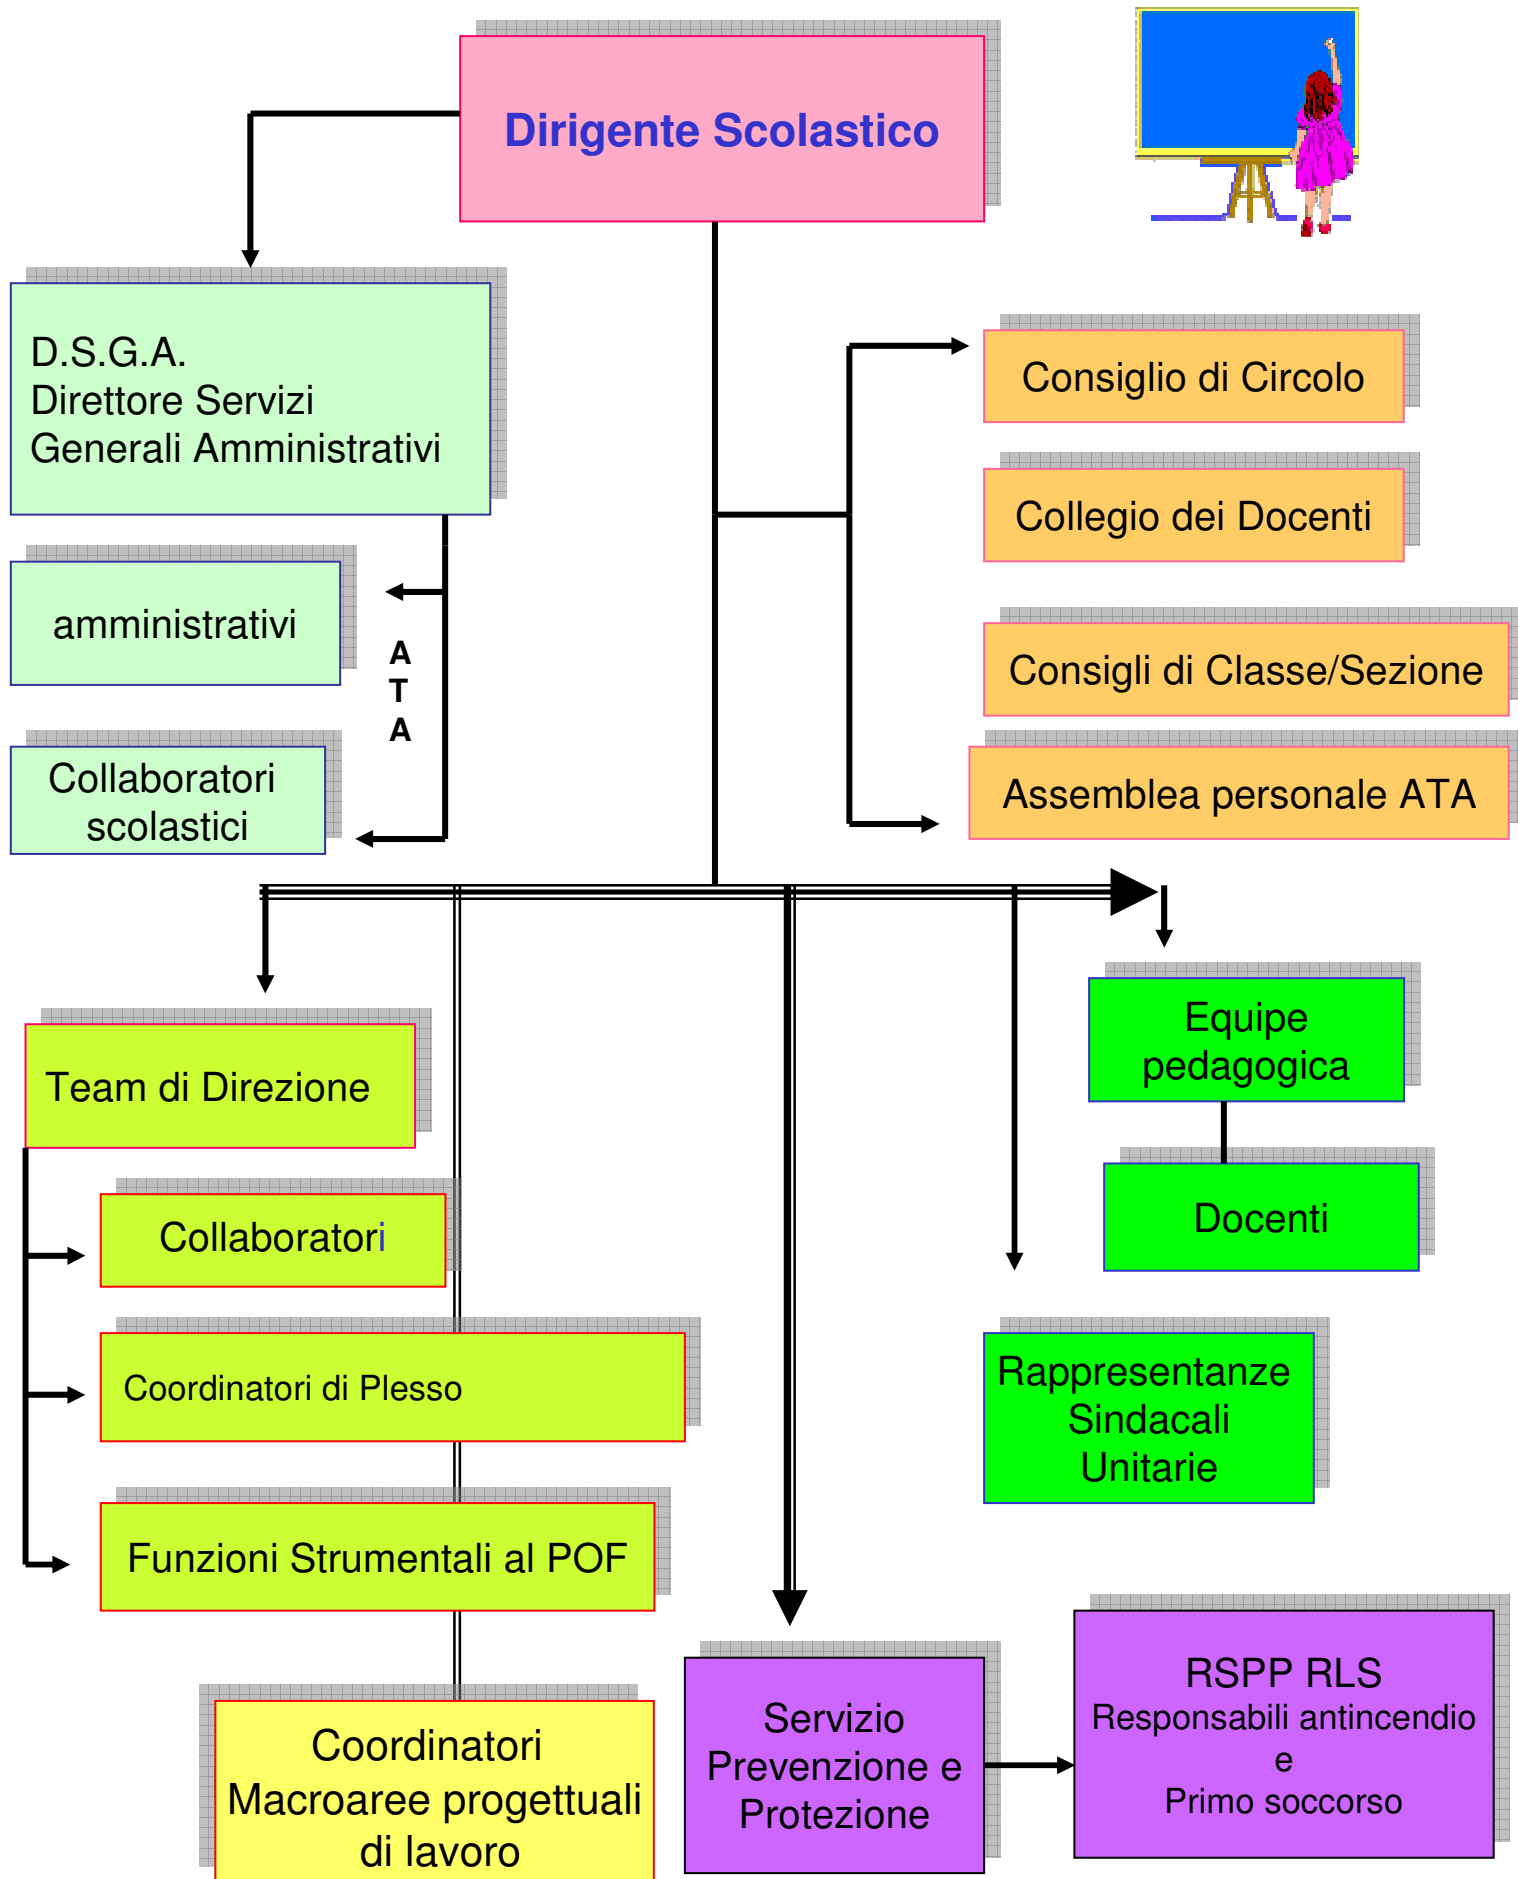 Dirigente Scolastico
D.S.G.A.
Direttore Servizi
Generali Amministrativi
Consiglio di Circolo
Collegio dei Docenti
amministrativi
A
T
A
Consigli di Classe/Sezione
Collaboratori
scolastici
Assemblea personale ATA
Team di Direzione
Equipe
pedagogica
Collaboratori
Docenti
Coordinatori di Plesso
Rappresentanze
Sindacali
Unitarie
Funzioni Strumentali al POF
Coordinatori
Macroaree progettuali
di lavoro
Servizio
Prevenzione e
Protezione
RSPP RLS
Responsabili antincendio
e
Primo soccorso